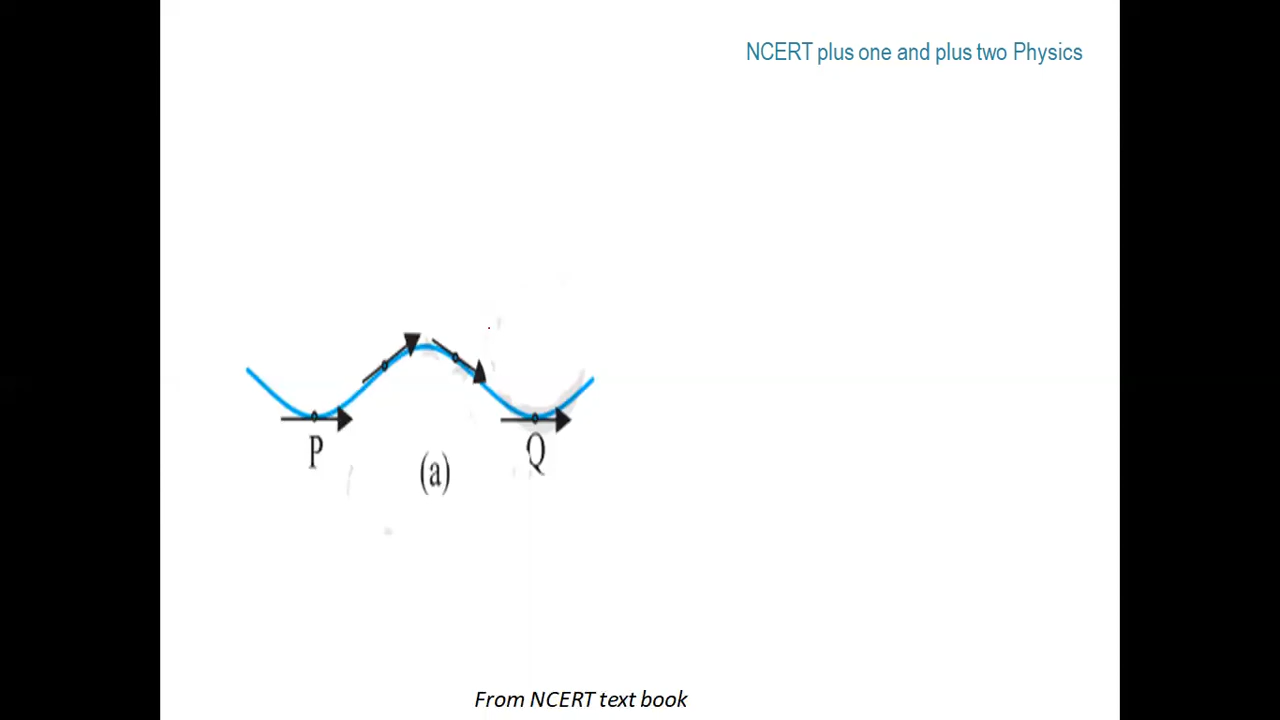 NCERT plus one and plus two Physics
P
Q
(a)
From NCERT text book